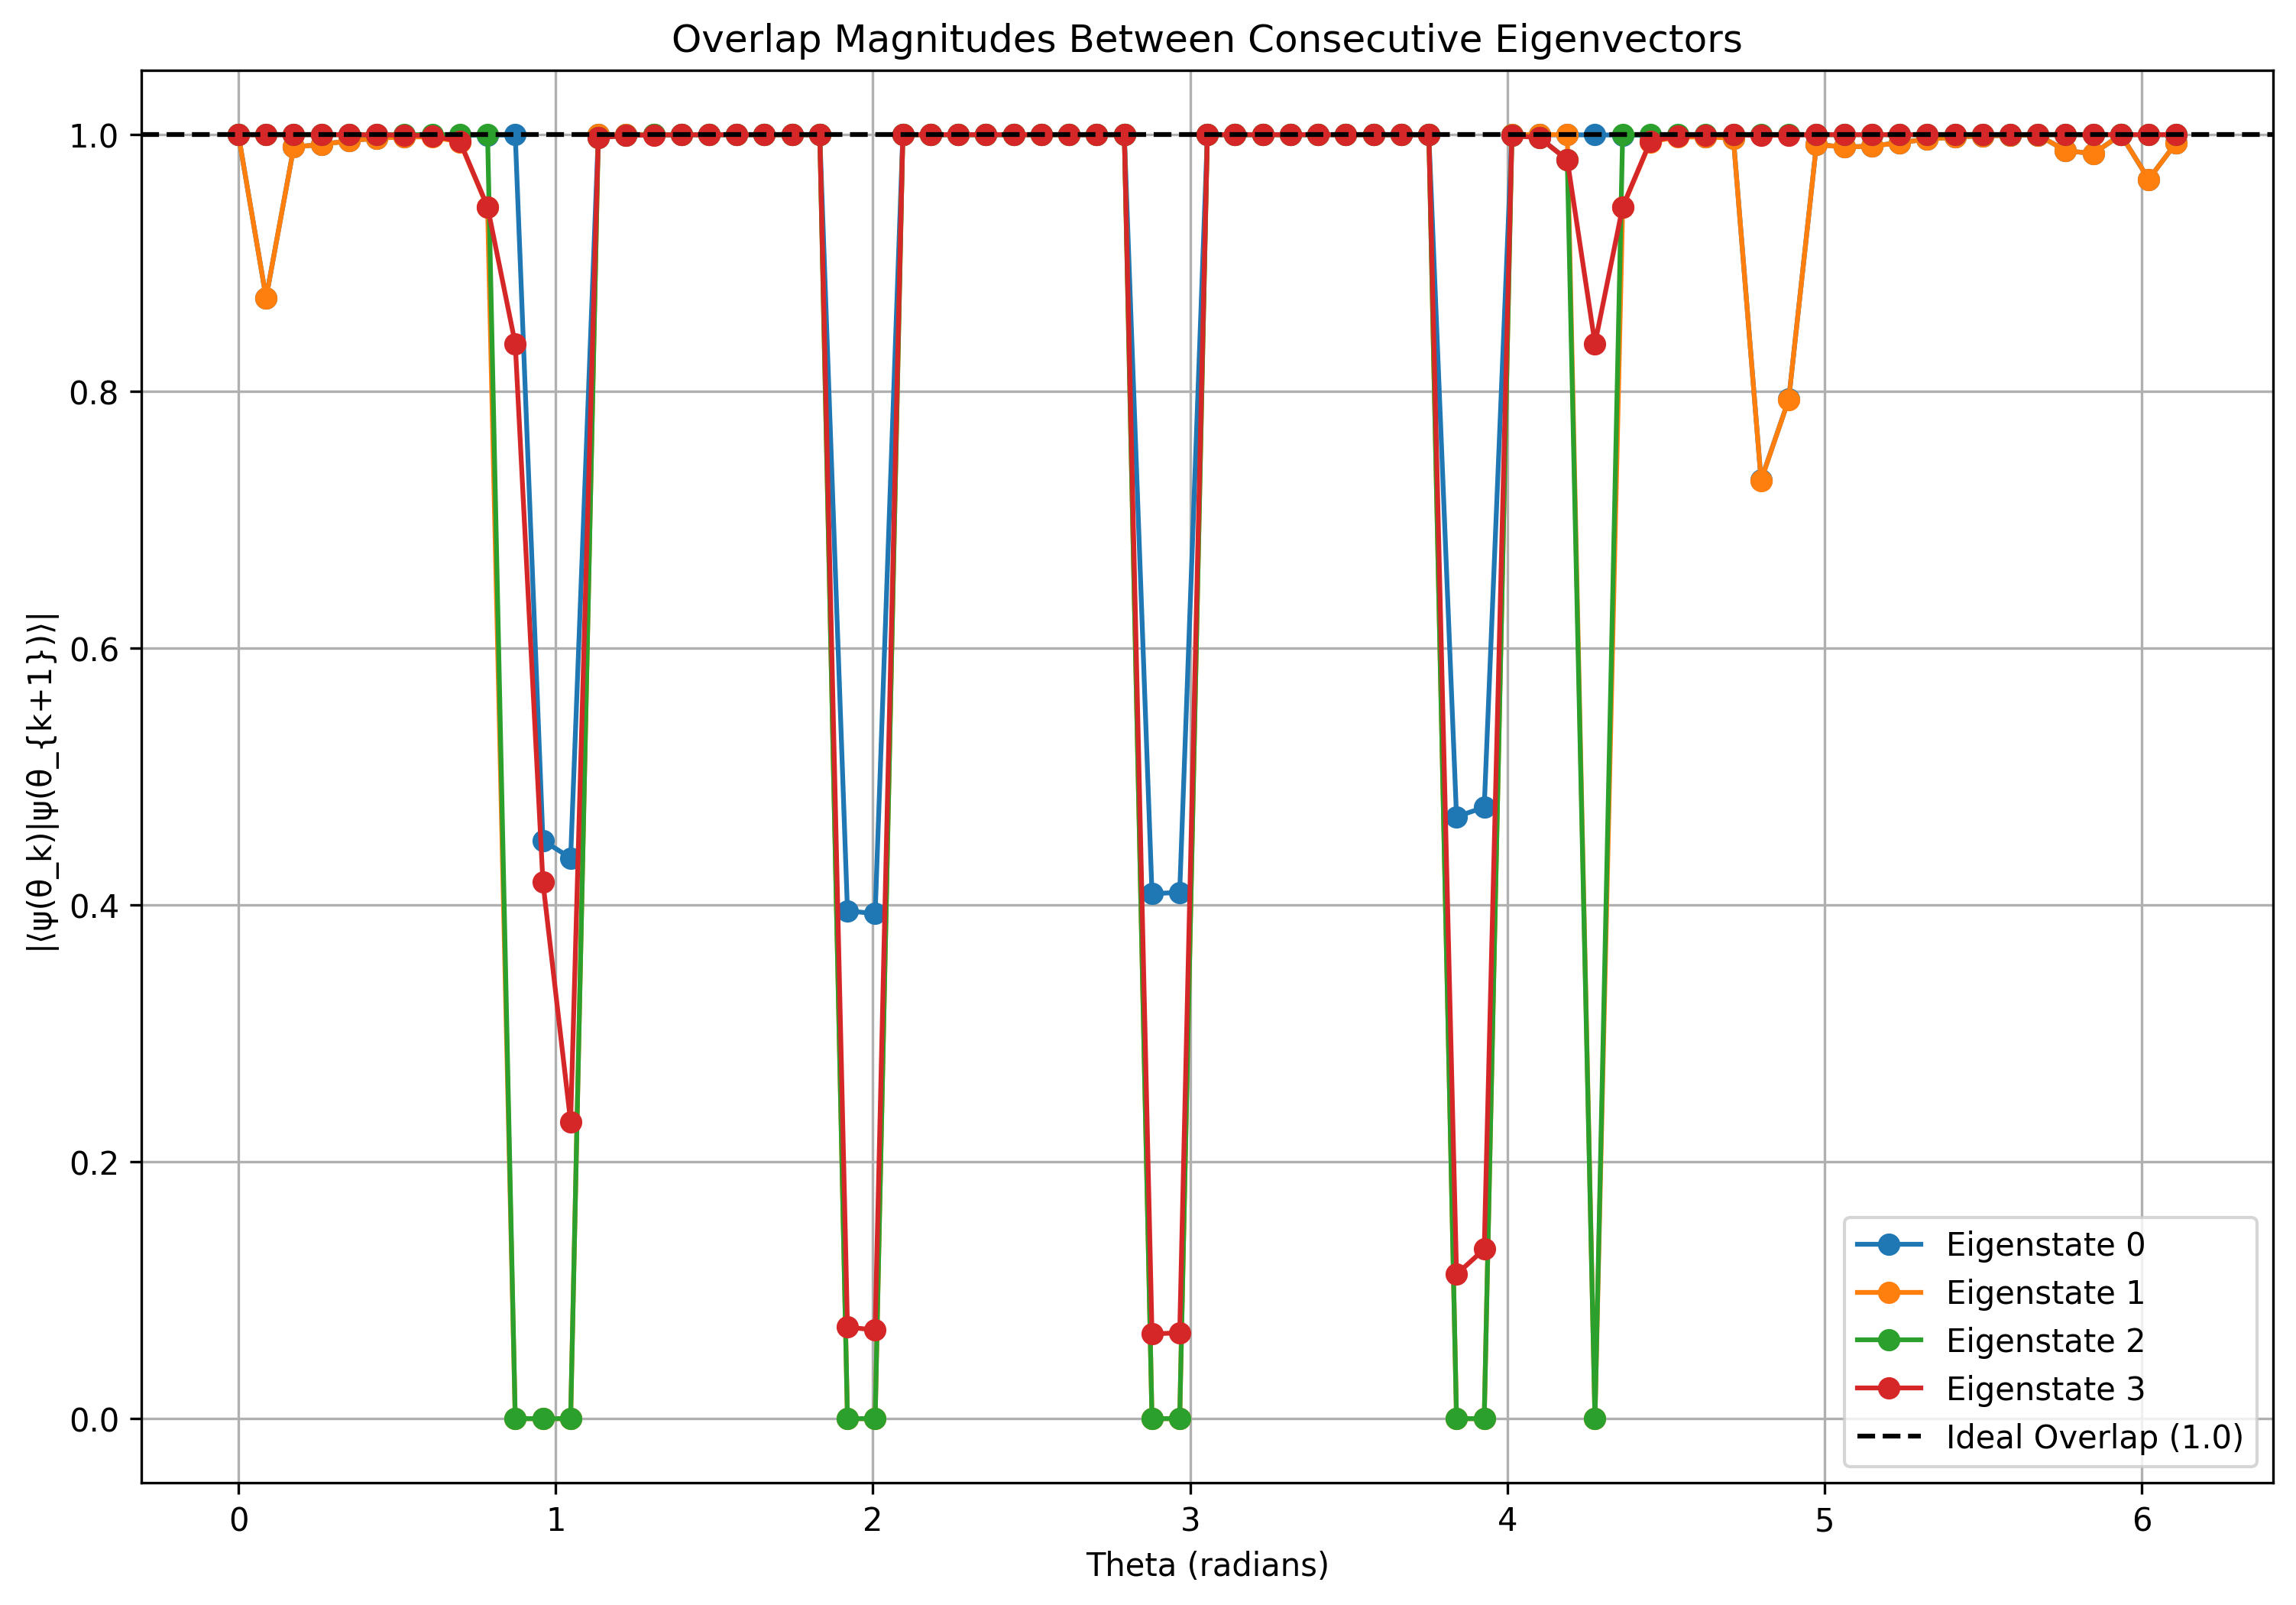 Overlap Magnitudes Between Consecutive Eigenvectors
|⟨ψ(θ_k)|ψ(θ_{k+1})⟩|
1.0
0.8
0.6
0.4
0.2
0.0
0 1 2 3 4 5 6
Theta (radians)
Eigenstate 0
Eigenstate 1
Eigenstate 2
Eigenstate 3
Ideal Overlap (1.0)